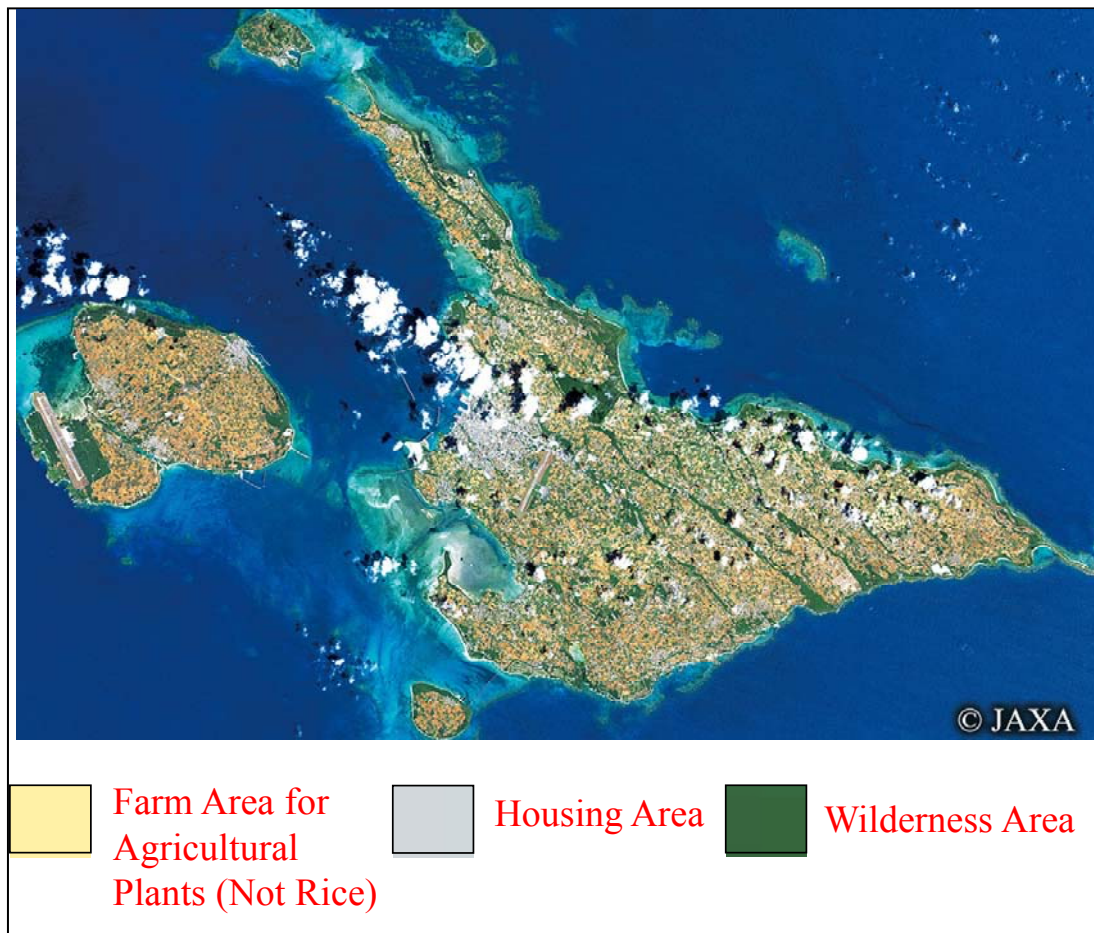 © JAXA
Farm Area for
Agricultural
Plants (Not Rice)
Housing Area
Wilderness Area